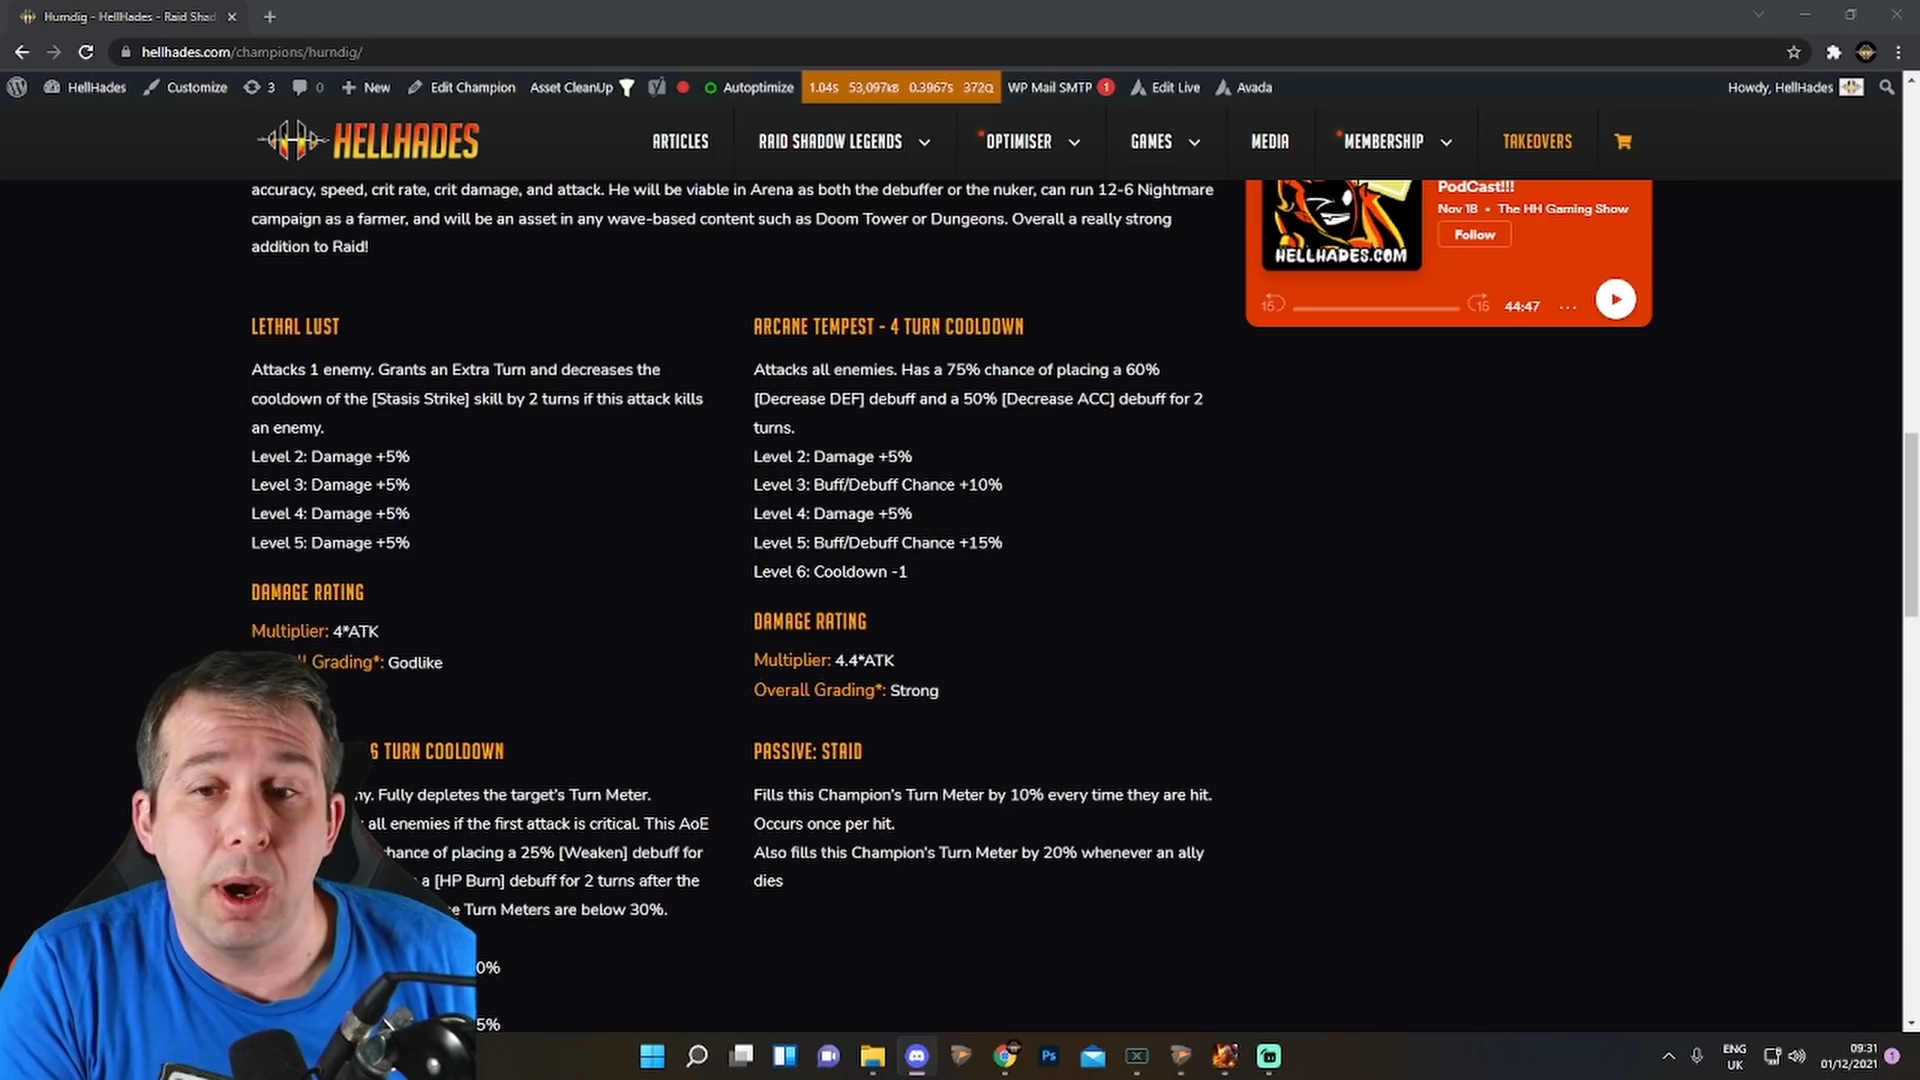 Hurndig - HellHades - Raid Shad
hellhades.com/champions/hurndig/
HellHades Customize 3 0 New Edit Champion Asset CleanUp Autoptimize 1.04s 53,097kB 0.3967s 372Q WP Mail SMTP 1 Edit Live Avada Howdy, HellHades
HELLHADES ARTICLES RAID SHADOW LEGENDS OPTIMISER GAMES MEDIA MEMBERSHIP TAKEOVERS
accuracy, speed, crit rate, crit damage, and attack. He will be viable in Arena as both the debuffer or the nuker, can run 12-6 Nightmare
campaign as a farmer, and will be an asset in any wave-based content such as Doom Tower or Dungeons. Overall a really strong
addition to Raid!
PodCast!!!
Nov 18 • The HH Gaming Show
Follow
HELLHADES.COM
15 15 44:47 ...
LETHAL LUST
Attacks 1 enemy. Grants an Extra Turn and decreases the
cooldown of the [Stasis Strike] skill by 2 turns if this attack kills
an enemy.
Level 2: Damage +5%
Level 3: Damage +5%
Level 4: Damage +5%
Level 5: Damage +5%
DAMAGE RATING
Multiplier: 4*ATK
Grading*: Godlike
ARCANE TEMPEST - 4 TURN COOLDOWN
Attacks all enemies. Has a 75% chance of placing a 60%
[Decrease DEF] debuff and a 50% [Decrease ACC] debuff for 2
turns.
Level 2: Damage +5%
Level 3: Buff/Debuff Chance +10%
Level 4: Damage +5%
Level 5: Buff/Debuff Chance +15%
Level 6: Cooldown -1
DAMAGE RATING
Multiplier: 4.4*ATK
Overall Grading*: Strong
6 TURN COOLDOWN
Fully depletes the target's Turn Meter.
all enemies if the first attack is critical. This AoE
chance of placing a 25% [Weaken] debuff for
a [HP Burn] debuff for 2 turns after the
Turn Meters are below 30%.
0%
5%
PASSIVE: STAID
Fills this Champion's Turn Meter by 10% every time they are hit.
Occurs once per hit.
Also fills this Champion's Turn Meter by 20% whenever an ally
dies
Ps
ENG
UK
09:31
01/12/2021
1